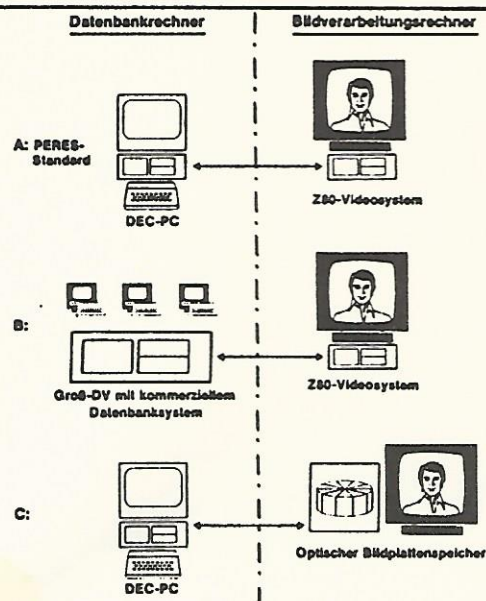 Datenbankrechner
Bildverarbeitungsrechner
A: PERES-
Standard
DEC-PC
Z80-Videosystem
B:
Groß-DV mit kommerziellem
Datenbanksystem
Z80-Videosystem
C:
DEC-PC
Optischer Bildplattenspeicher